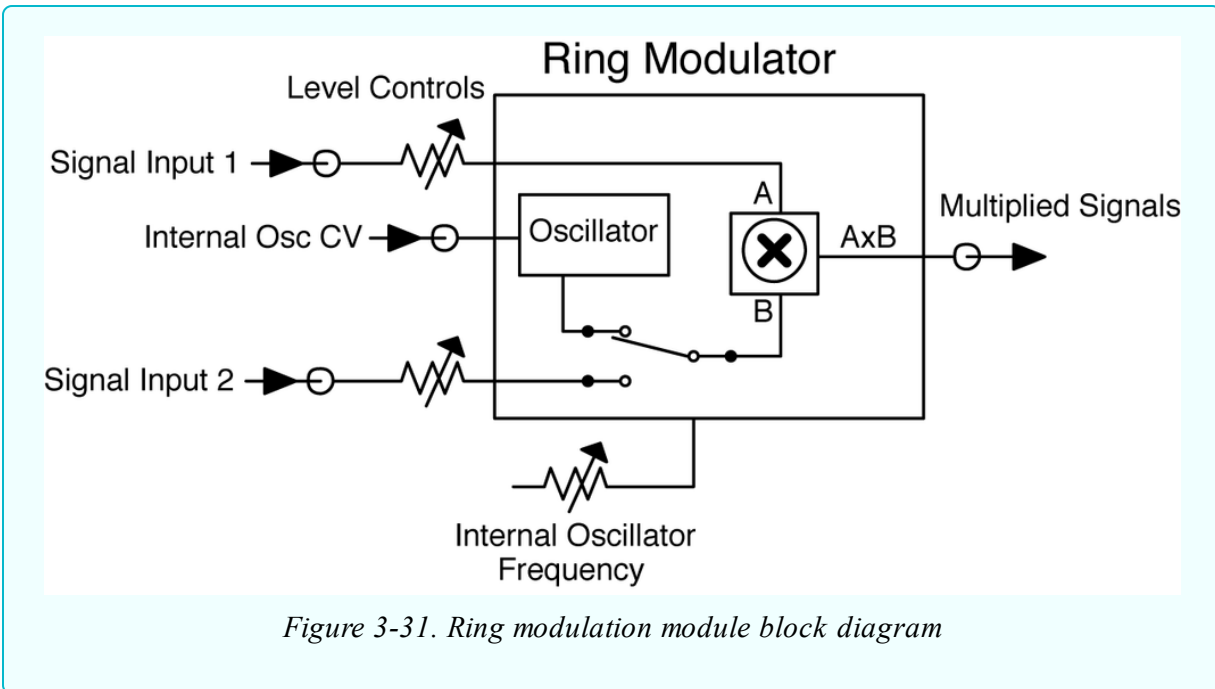 Ring Modulator
Level Controls
Signal Input 1
A
Multiplied Signals
Internal Osc CV
Oscillator
AxB
B
Signal Input 2
Internal Oscillator
Frequency
Figure 3-31. Ring modulation module block diagram